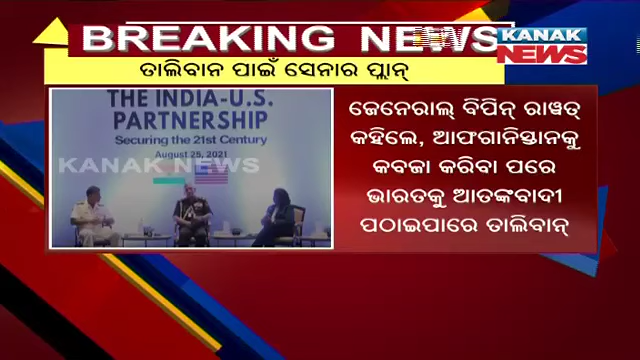 BREAKING NEWS
KANAK
NEWS
ତାଲିବାନ ପାଇଁ ସେନାର ପ୍ଲାନ୍
THE INDIA-U.S.
PARTNERSHIP
Securing the 21st Century
August 25, 2021
KANAK NEWS
ଜେନେରାଲ୍ ବିପିନ୍ ରାୱତ୍
କହିଲେ, ଆଫଗାନିସ୍ତାନକୁ
କବଜା କରିବା ପରେ
ଭାରତକୁ ଆତଙ୍କବାଦୀ
ପଠାଇପାରେ ତାଲିବାନ୍